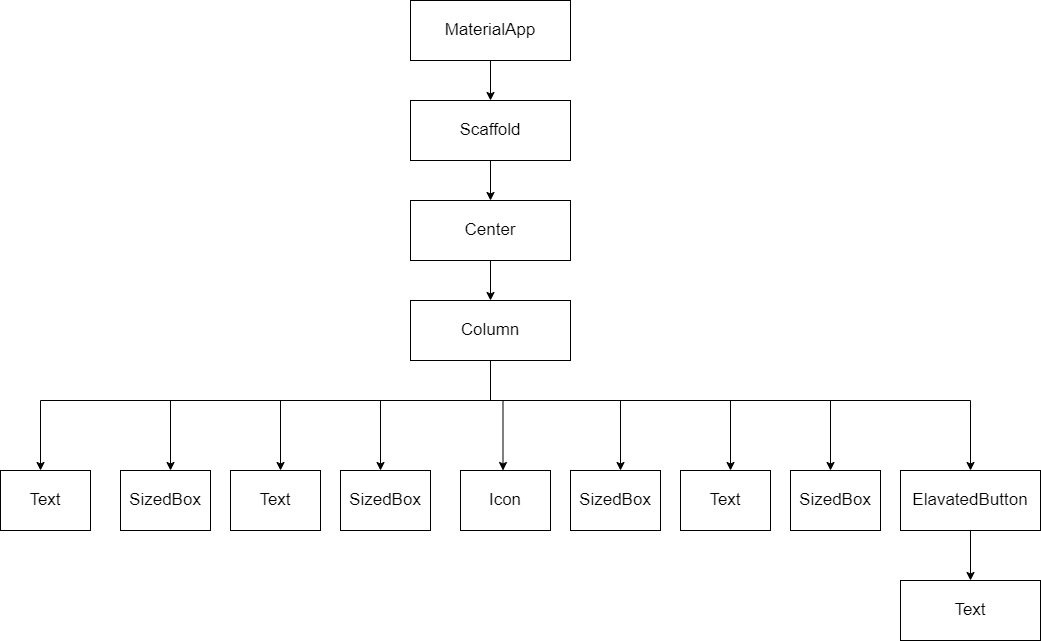 MaterialApp
Scaffold
Center
Column
Text
SizedBox
Text
SizedBox
Icon
SizedBox
Text
SizedBox
ElavatedButton
Text